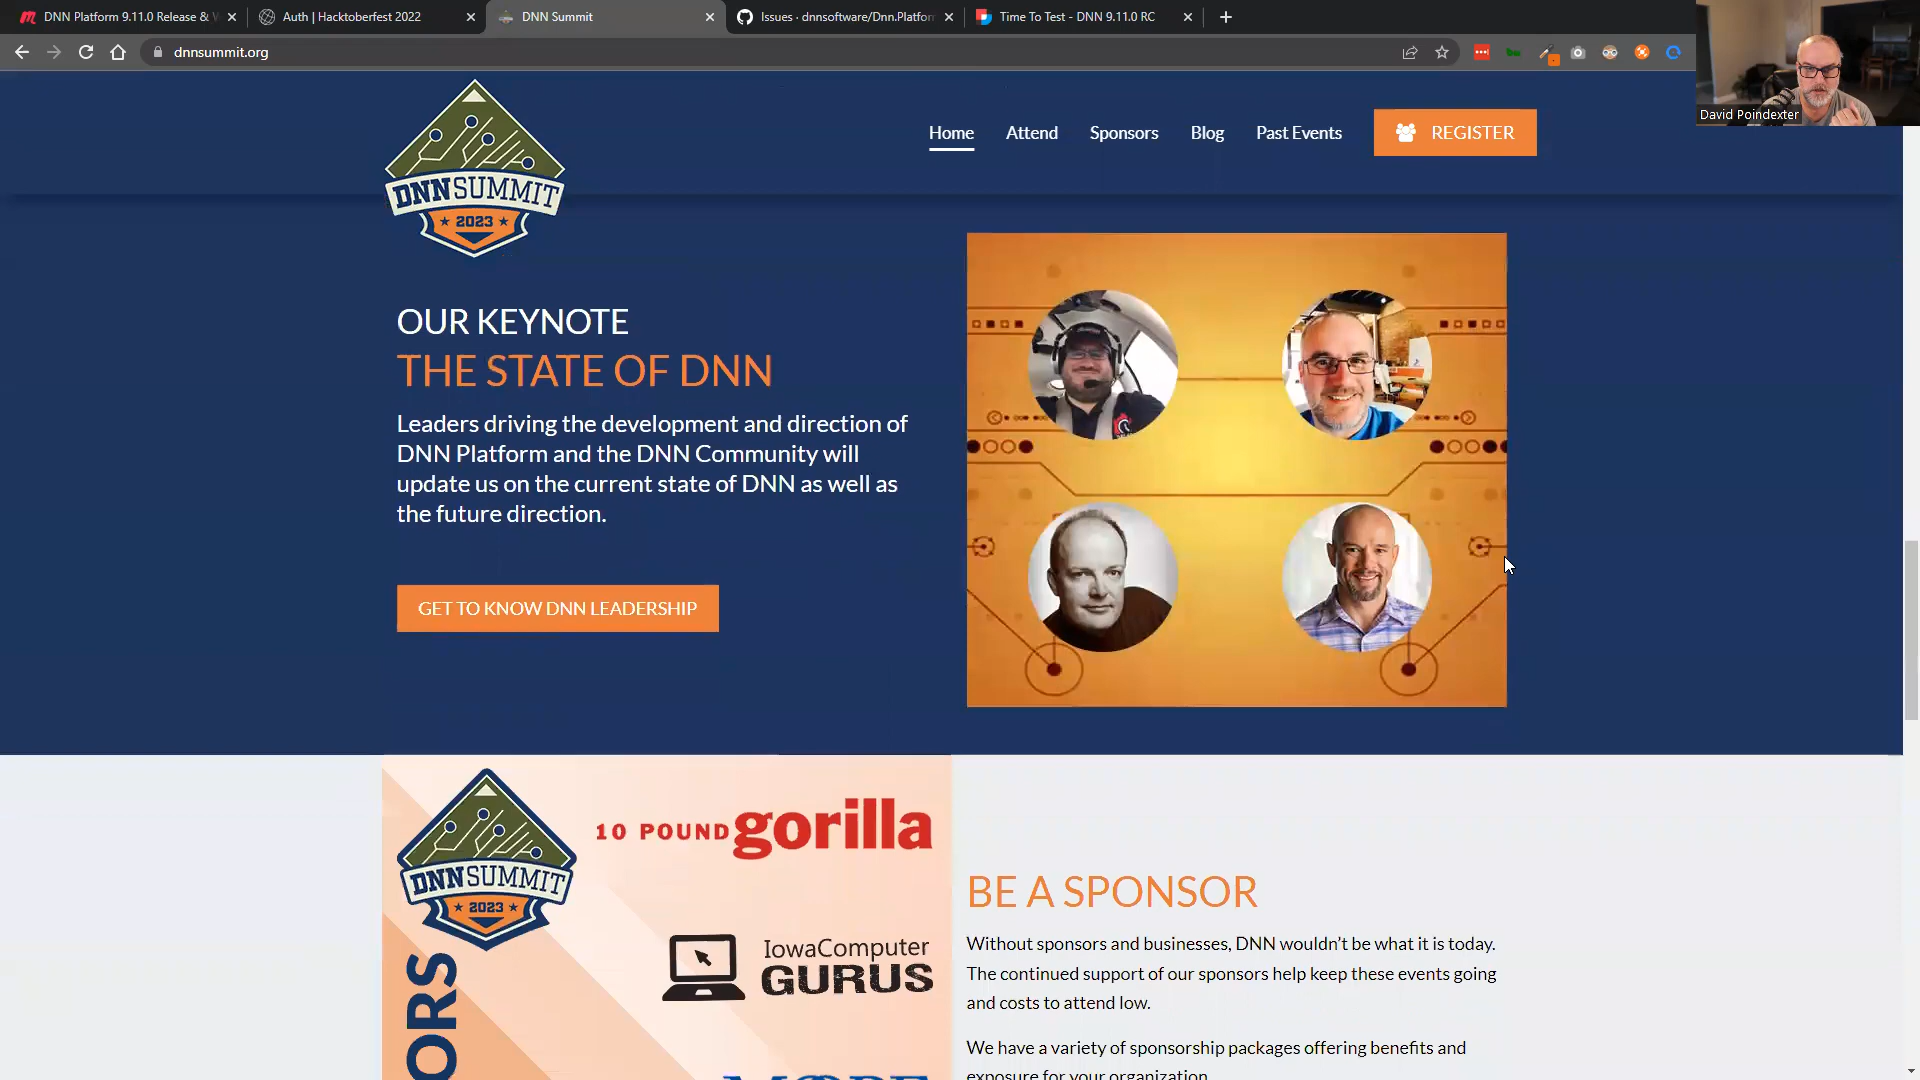 DNN Platform 9.11.0 Release &
Auth | Hacktoberfest 2022
DNN Summit
Issues · dnnsoftware/Dnn.Platfor
Time To Test - DNN 9.11.0 RC
dnnsummit.org
David Poindexter
DNNSUMMIT
2023
Home
Attend
Sponsors
Blog
Past Events
REGISTER
OUR KEYNOTE
THE STATE OF DNN
Leaders driving the development and direction of
DNN Platform and the DNN Community will
update us on the current state of DNN as well as
the future direction.
GET TO KNOW DNN LEADERSHIP
DNNSUMMIT
2023
10 POUND gorilla
IowaComputer
GURUS
ORS
BE A SPONSOR
Without sponsors and businesses, DNN wouldn't be what it is today.
The continued support of our sponsors help keep these events going
and costs to attend low.
We have a variety of sponsorship packages offering benefits and
exposure for your organization.